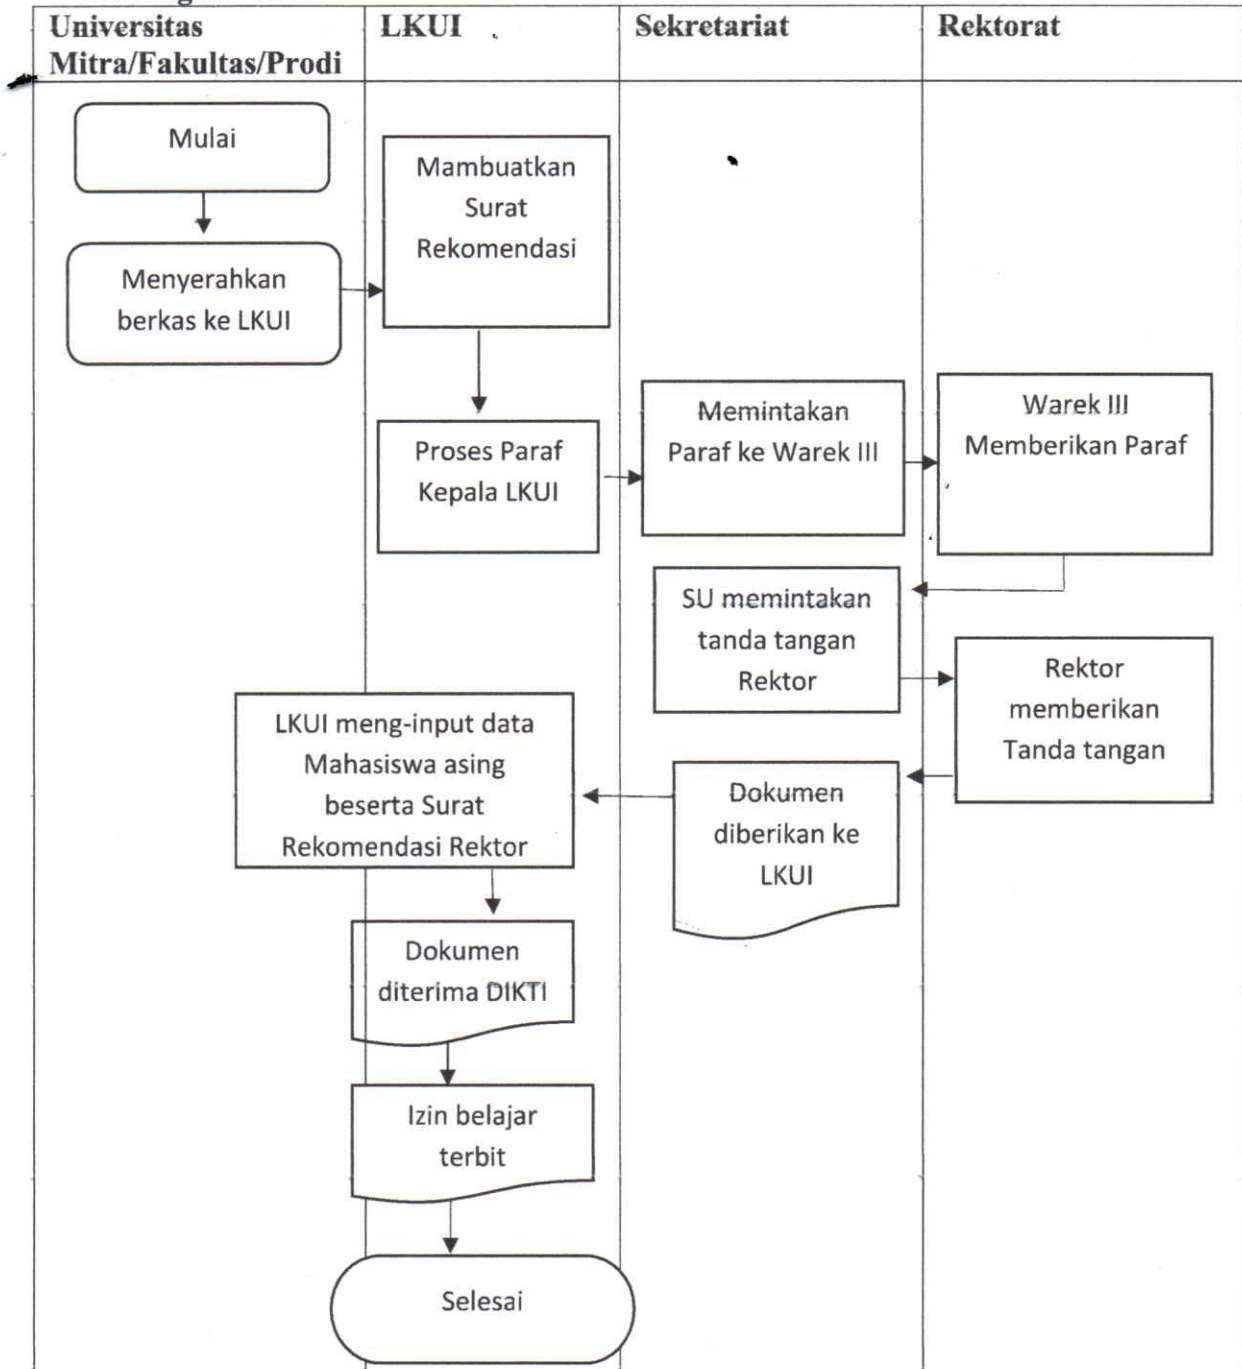 Universitas
Mitra/Fakultas/Prodi
LKUI
Sekretariat
Rektorat
Mulai
Menyerahkan
berkas ke LKUI
Mambuatkan
Surat
Rekomendasi
Proses Paraf
Kepala LKUI
Memintakan
Paraf ke Warek III
Warek III
Memberikan Paraf
SU memintakan
tanda tangan
Rektor
Rektor
memberikan
Tanda tangan
Dokumen
diberikan ke
LKUI
LKUI meng-input data
Mahasiswa asing
beserta Surat
Rekomendasi Rektor
Dokumen
diterima DIKTI
Izin belajar
terbit
Selesai